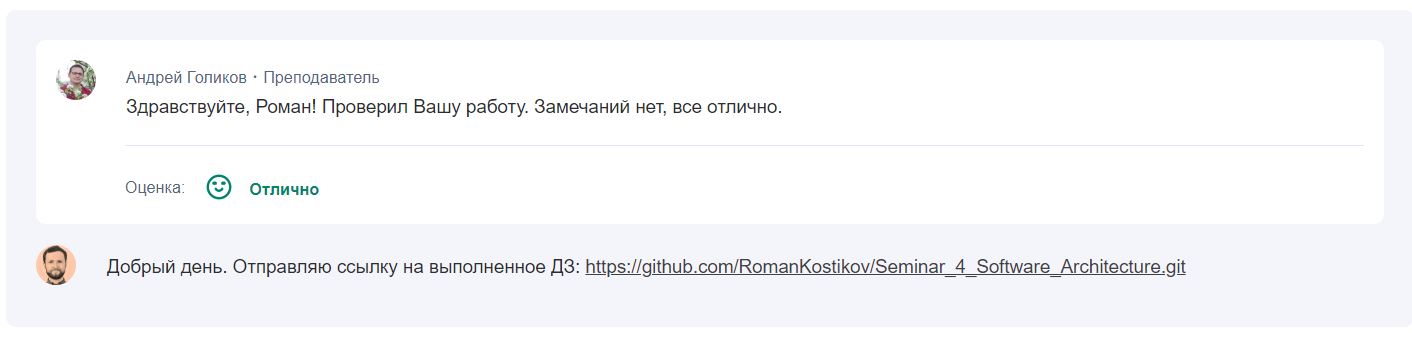 Андрей Голиков · Преподаватель
Здравствуйте, Роман! Проверил Вашу работу. Замечаний нет, все отлично.
Оценка: Отлично
Добрый день. Отправляю ссылку на выполненное ДЗ: https://github.com/RomanKostikov/Seminar_4_Software_Architecture.git